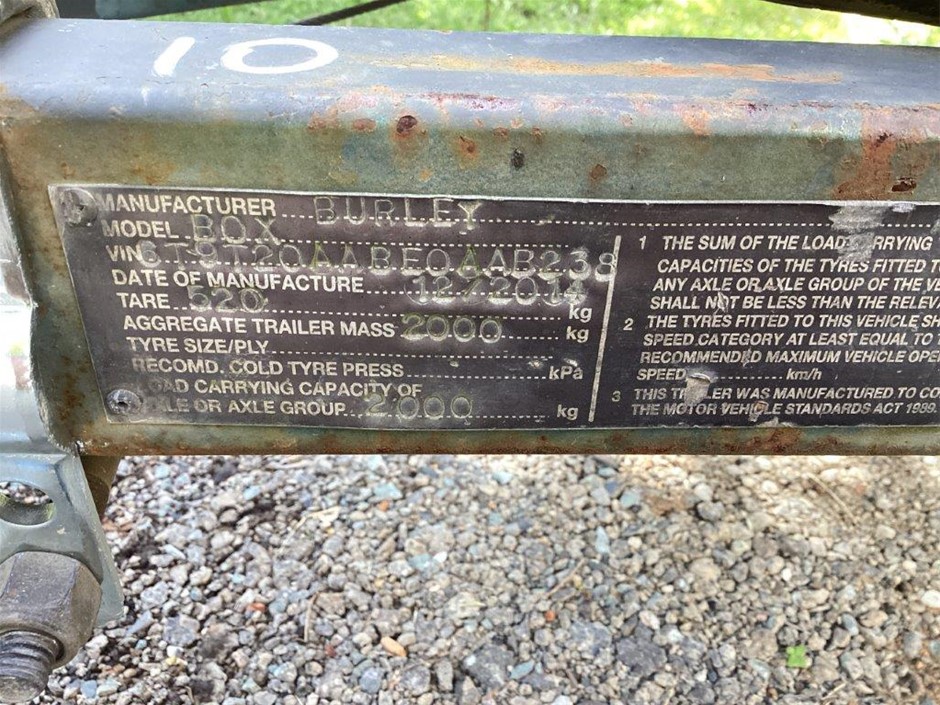 10
MANUFACTURER BURLEY
MODEL BOX
VIN 6T9T20AABE0AAB238
DATE OF MANUFACTURE 12/2014
TARE 520 kg
AGGREGATE TRAILER MASS 2000 kg
TYRE SIZE/PLY
RECOMD. COLD TYRE PRESS kPa
LOAD CARRYING CAPACITY OF
AXLE OR AXLE GROUP 2000 kg
1 THE SUM OF THE LOAD CARRYING
CAPACITIES OF THE TYRES FITTED T
ANY AXLE OR AXLE GROUP OF THE VE
SHALL NOT BE LESS THAN THE RELEV
2 THE TYRES FITTED TO THIS VEHICLE SH
SPEED CATEGORY AT LEAST EQUAL TO T
RECOMMENDED MAXIMUM VEHICLE OPE
SPEED km/h
3 THIS TRAILER WAS MANUFACTURED TO CO
THE MOTOR VEHICLE STANDARDS ACT 1989.